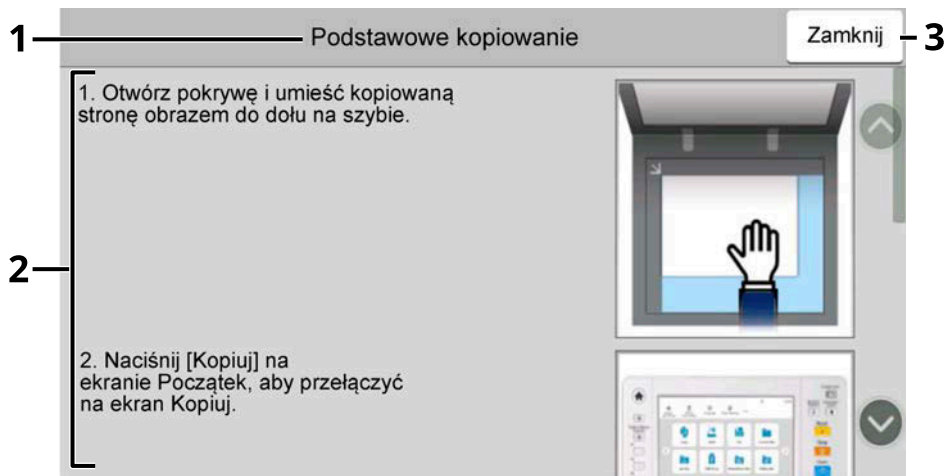 1
Podstawowe kopiowanie
Zamknij
3
1. Otwórz pokrywę i umieść kopiowaną
stronę obrazem do dołu na szybie.
2
2. Naciśnij [Kopiuj] na
ekranie Początek, aby przełączyć
na ekran Kopiuj.